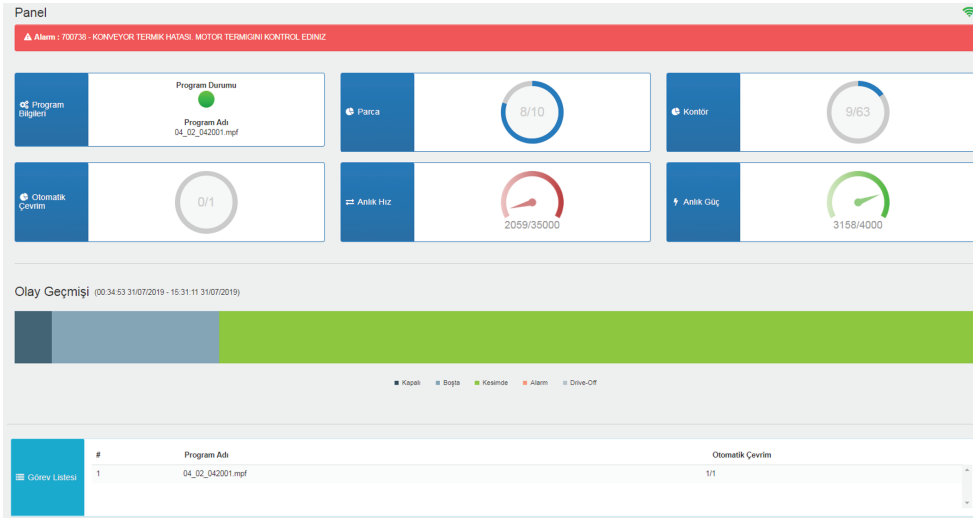 Panel
Alarm : 700738 - KONVEYOR TERMIK HATASI. MOTOR TERMIGINI KONTROL EDINIZ
Program Bilgileri
Program Durumu
Program Adı
04_02_042001.mpf
Parca
8/10
Kontör
9/63
Otomatik Çevrim
0/1
Anlık Hız
2059/35000
Anlık Güç
3158/4000
Olay Geçmişi (00:34:53 31/07/2019 - 15:31:11 31/07/2019)
Kapalı Boşta Kesimde Alarm Drive-Off
Görev Listesi
# Program Adı Otomatik Çevrim
1 04_02_042001.mpf 1/1